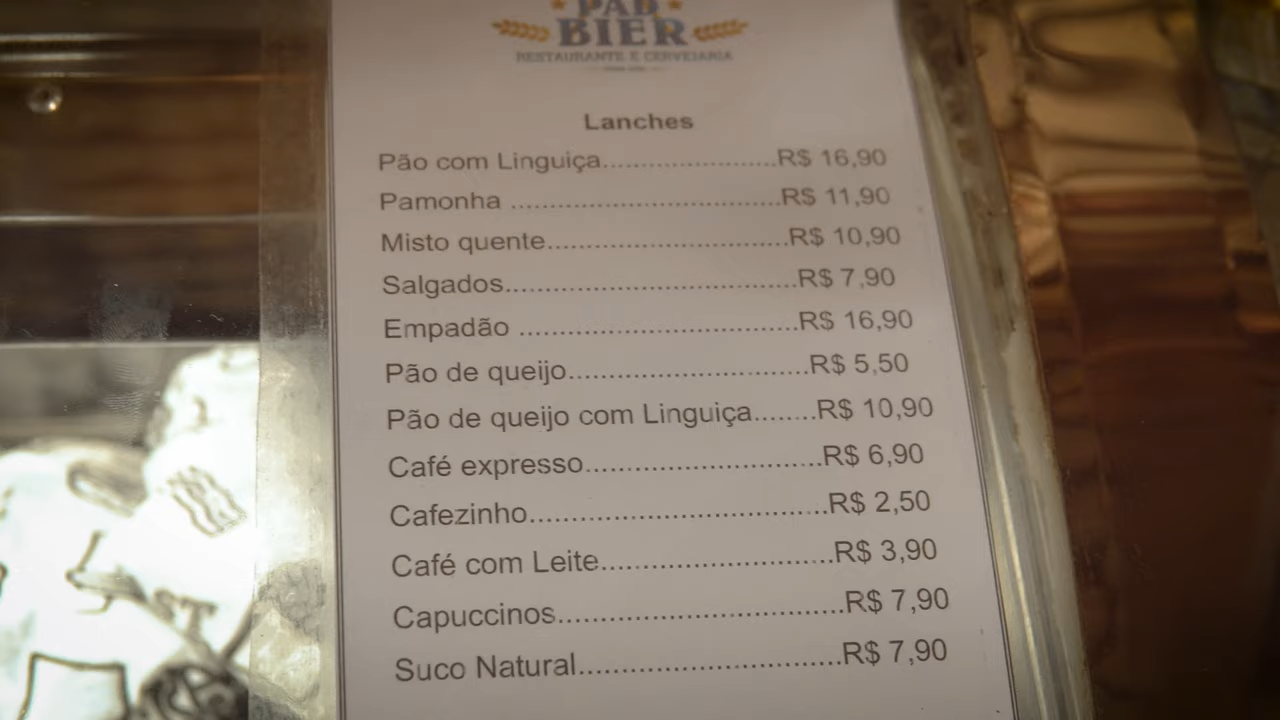 PAD
BIER
RESTAURANTE E CERVEJARIA
Lanches
Pão com Linguiça......................R$ 16,90
Pamonha ..................................R$ 11,90
Misto quente..............................R$ 10,90
Salgados....................................R$ 7,90
Empadão ...................................R$ 16,90
Pão de queijo..............................R$ 5,50
Pão de queijo com Linguiça........R$ 10,90
Café expresso.............................R$ 6,90
Cafezinho....................................R$ 2,50
Café com Leite............................R$ 3,90
Capuccinos..................................R$ 7,90
Suco Natural................................R$ 7,90